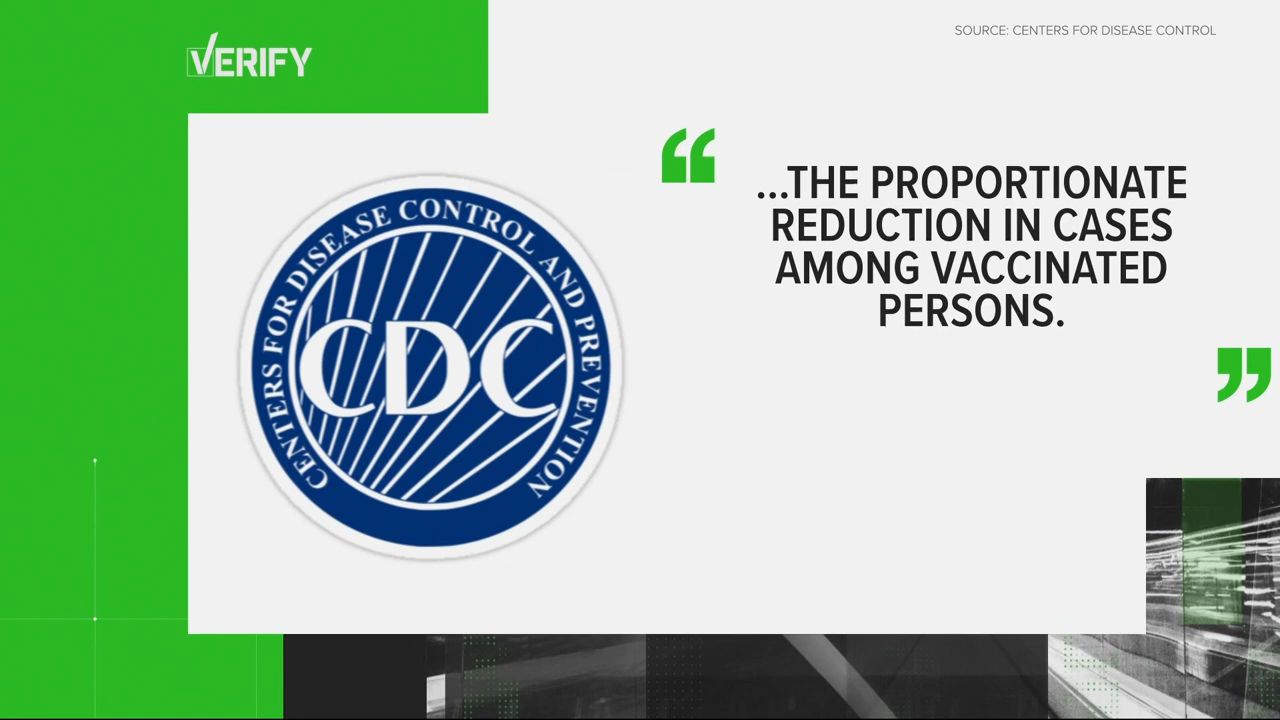 VERIFY
SOURCE: CENTERS FOR DISEASE CONTROL
CENTERS FOR DISEASE CONTROL AND PREVENTION
CDC
“
...THE PROPORTIONATE
REDUCTION IN CASES
AMONG VACCINATED
PERSONS.
”